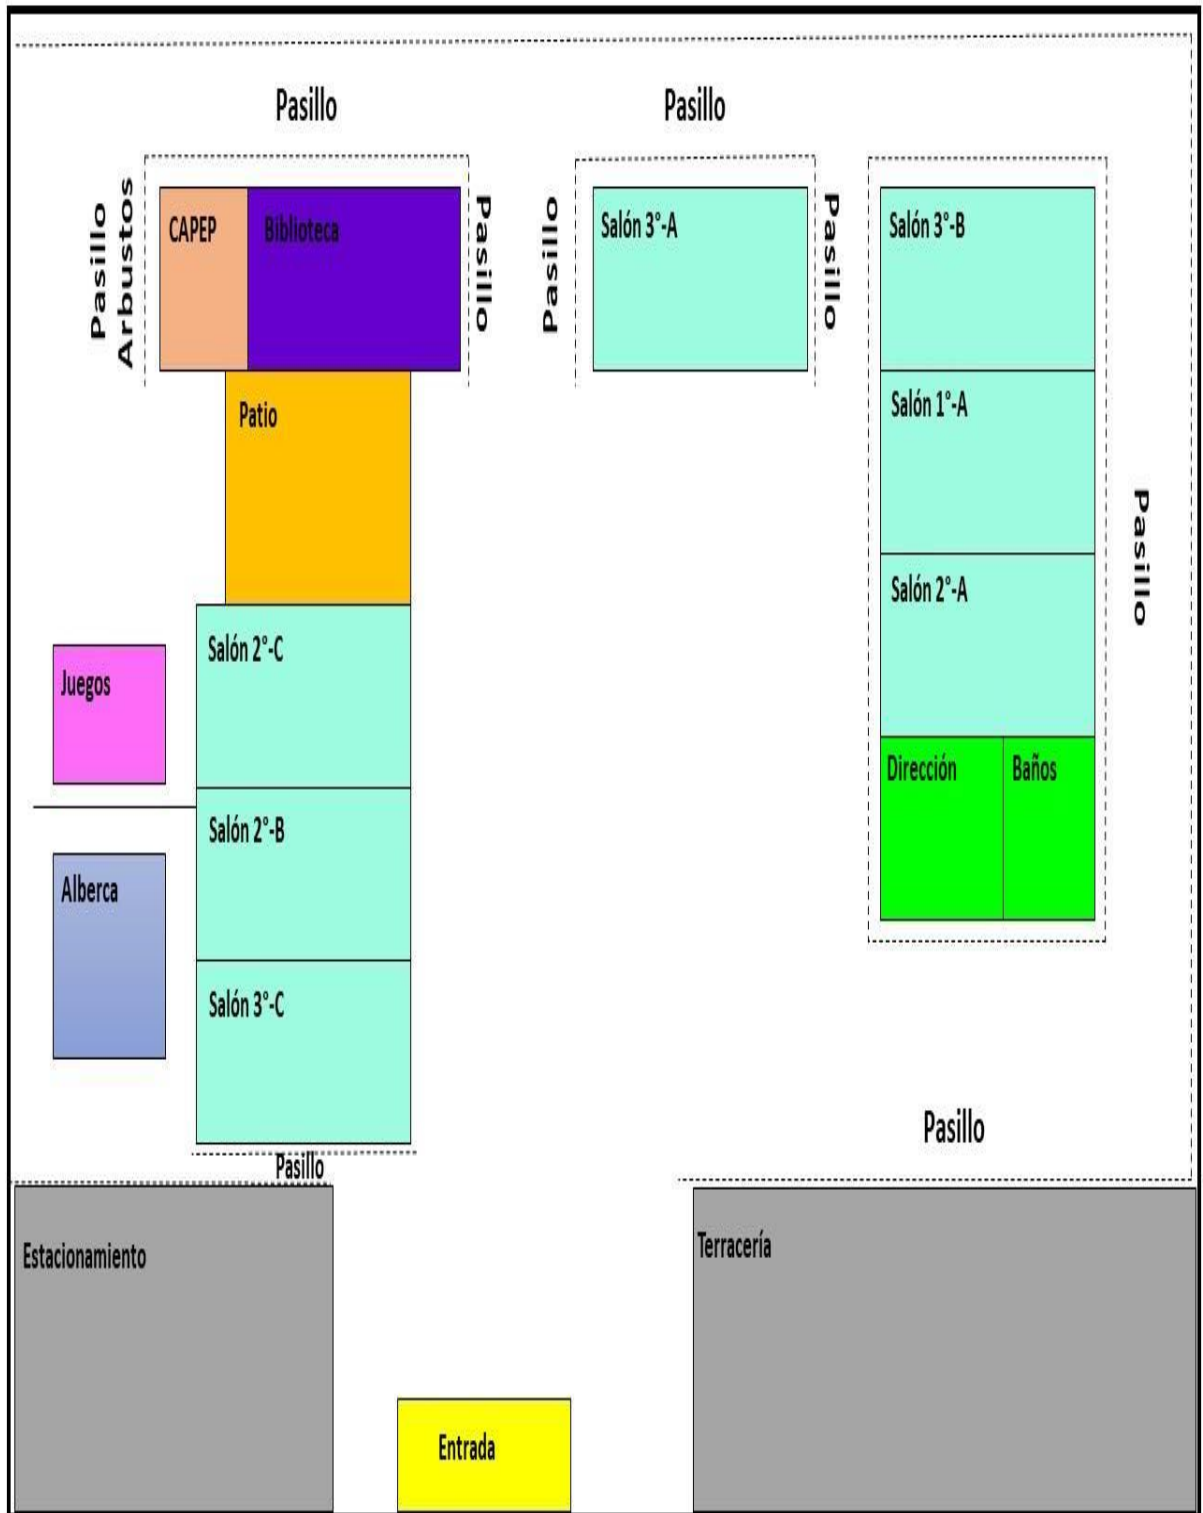 Pasillo
Pasillo
Pasillo
Arbustos
CAPEP
Biblioteca
Pasillo
Pasillo
Salón 3°-A
Pasillo
Salón 3°-B
Patio
Salón 1°-A
Pasillo
Salón 2°-A
Salón 2°-C
Juegos
Dirección
Baños
Salón 2°-B
Alberca
Salón 3°-C
Pasillo
Pasillo
Estacionamiento
Terracería
Entrada